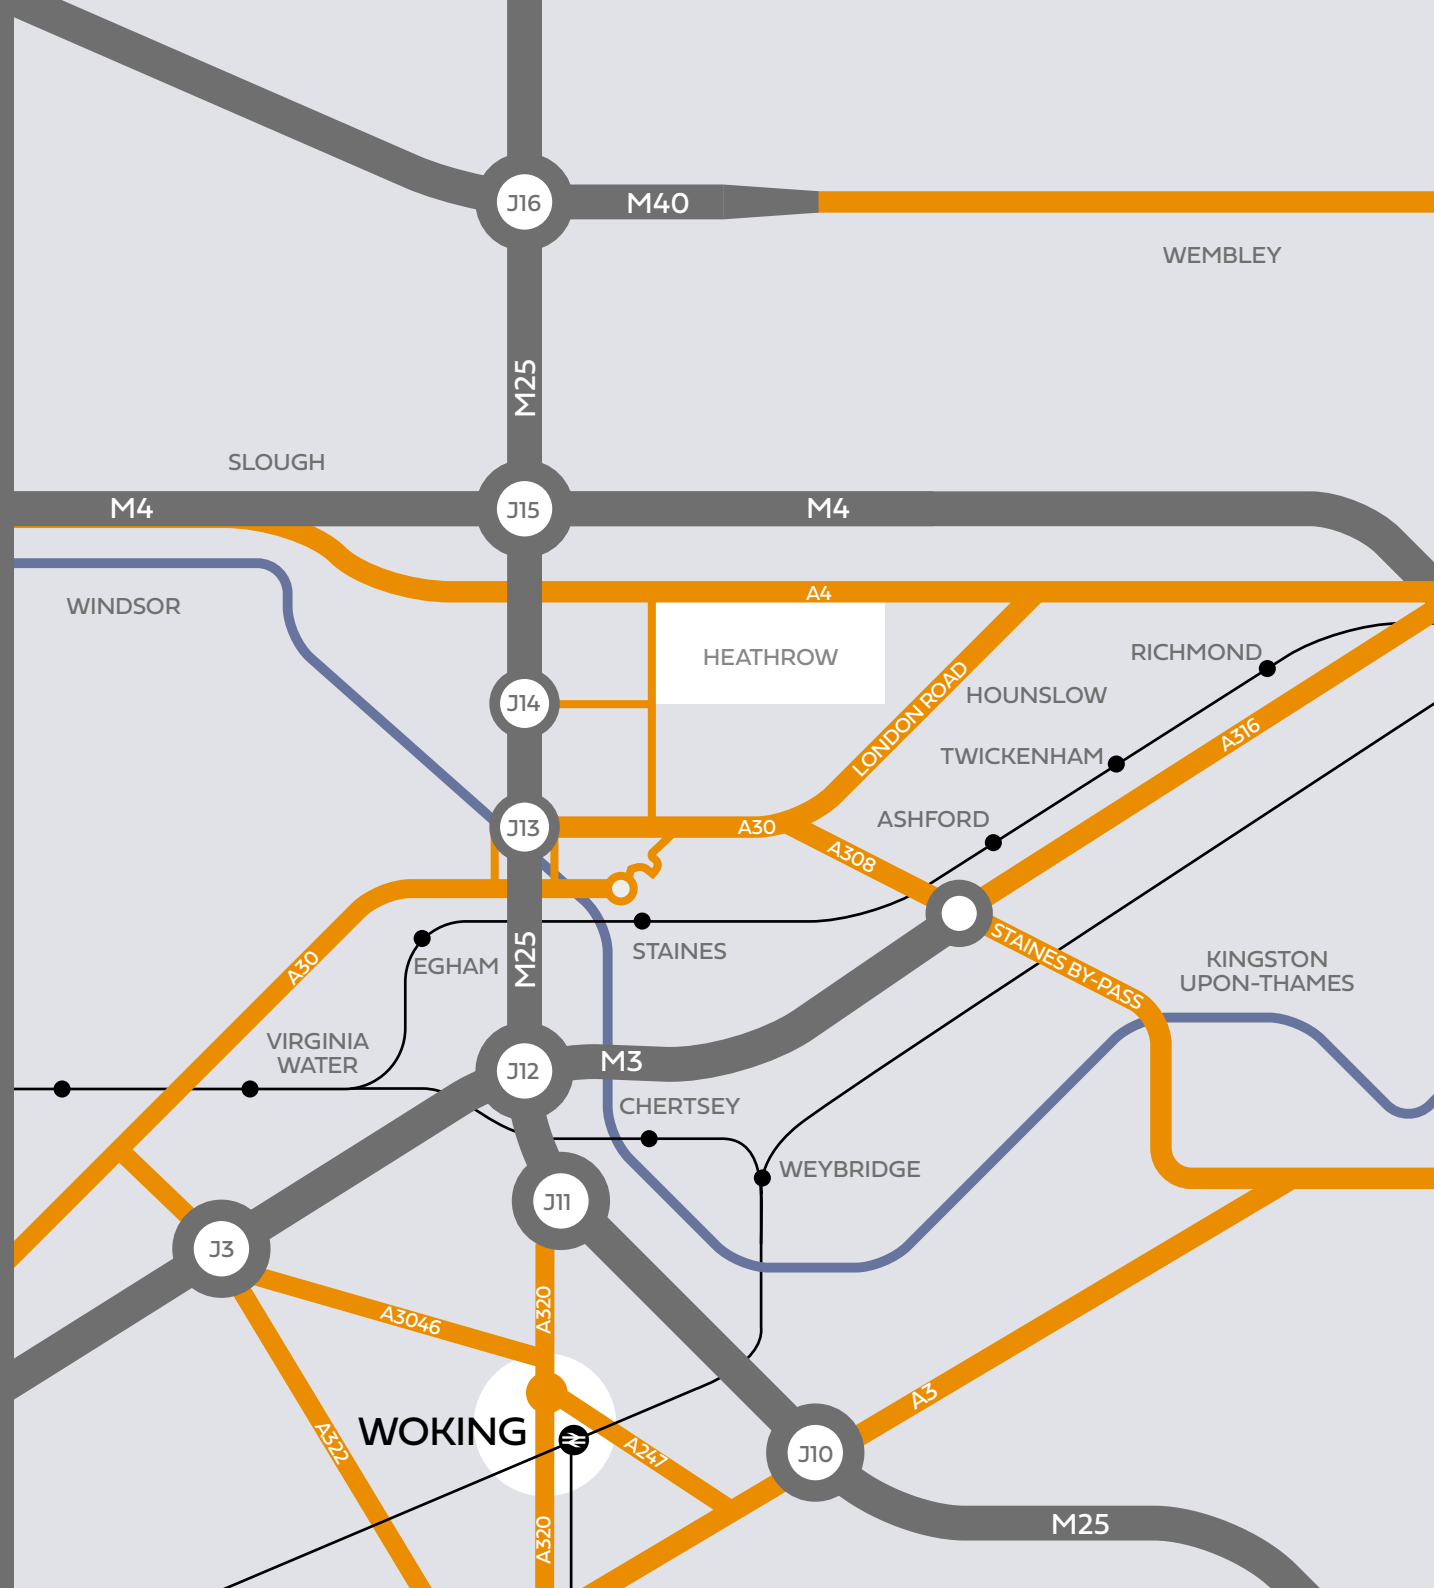 J16
M40
WEMBLEY
M25
SLOUGH
M4
J15
M4
A4
WINDSOR
HEATHROW
RICHMOND
LONDON ROAD
HOUNSLOW
J14
A316
TWICKENHAM
ASHFORD
J13
A30
A308
STAINES BY-PASS
STAINES
M25
EGHAM
A30
KINGSTON
UPON-THAMES
VIRGINIA
WATER
J12
M3
CHERTSEY
WEYBRIDGE
J11
J3
A320
A3046
A3
WOKING
A322
A247
J10
A320
M25